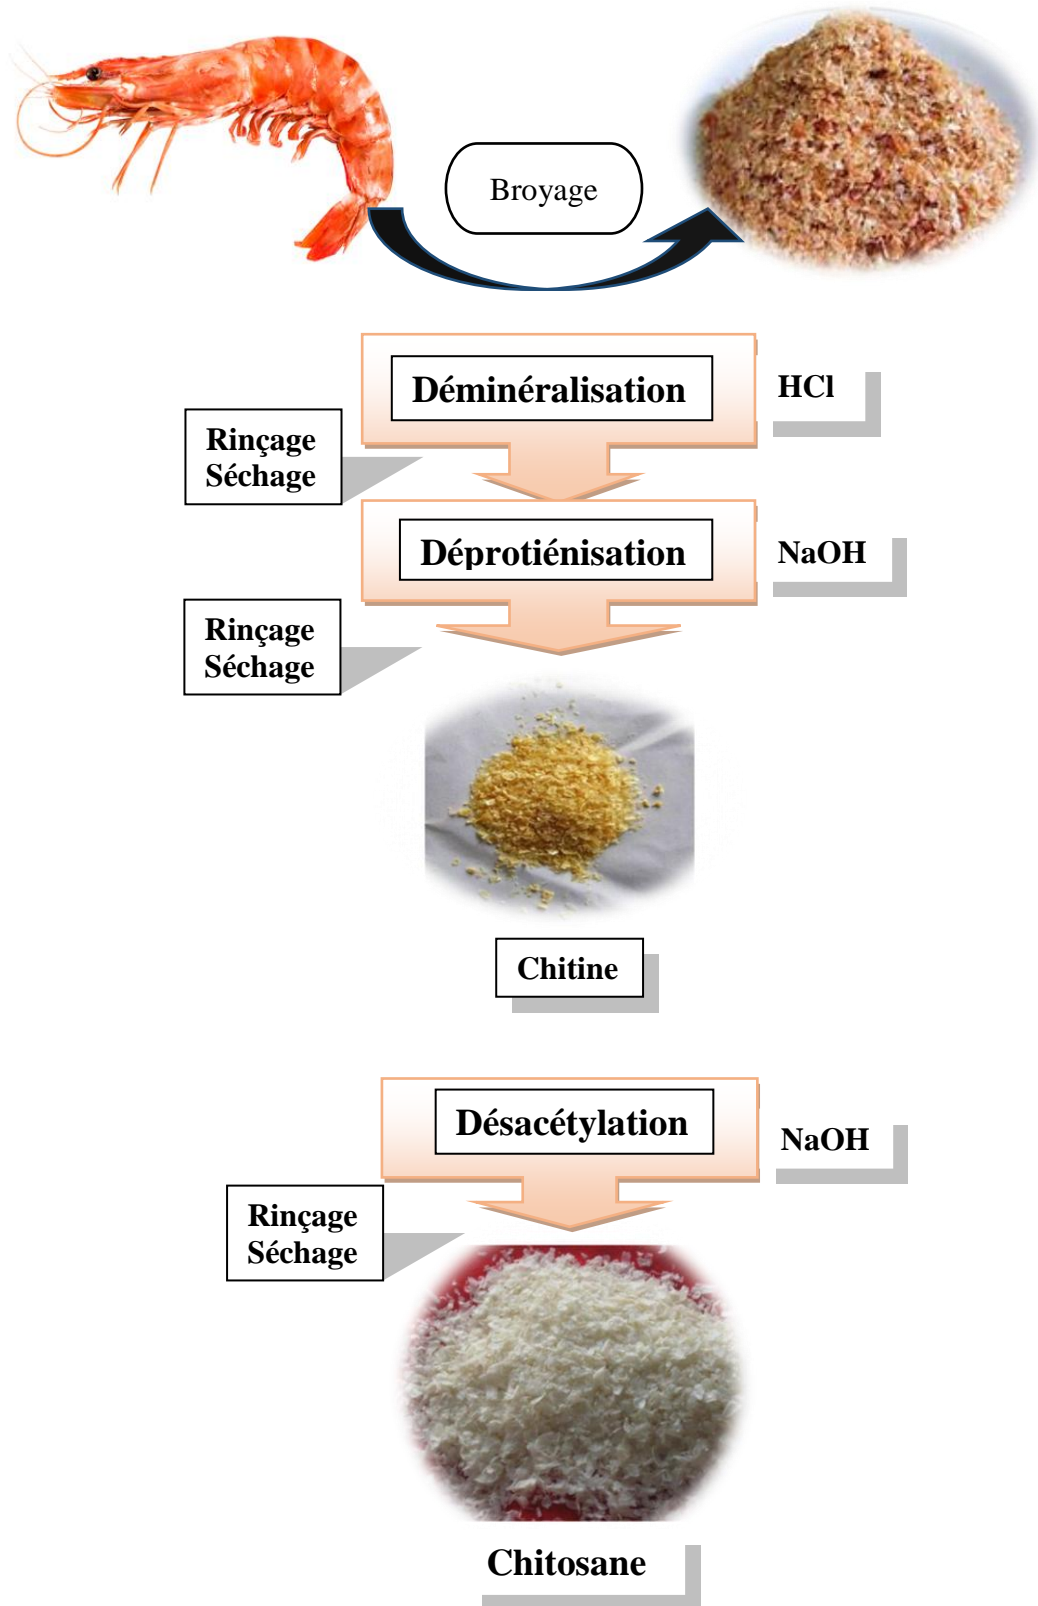 Broyage
Déminéralisation
HCl
Rinçage
Séchage
Déprotiénisation
NaOH
Rinçage
Séchage
Chitine
Désacétylation
NaOH
Rinçage
Séchage
Chitosane